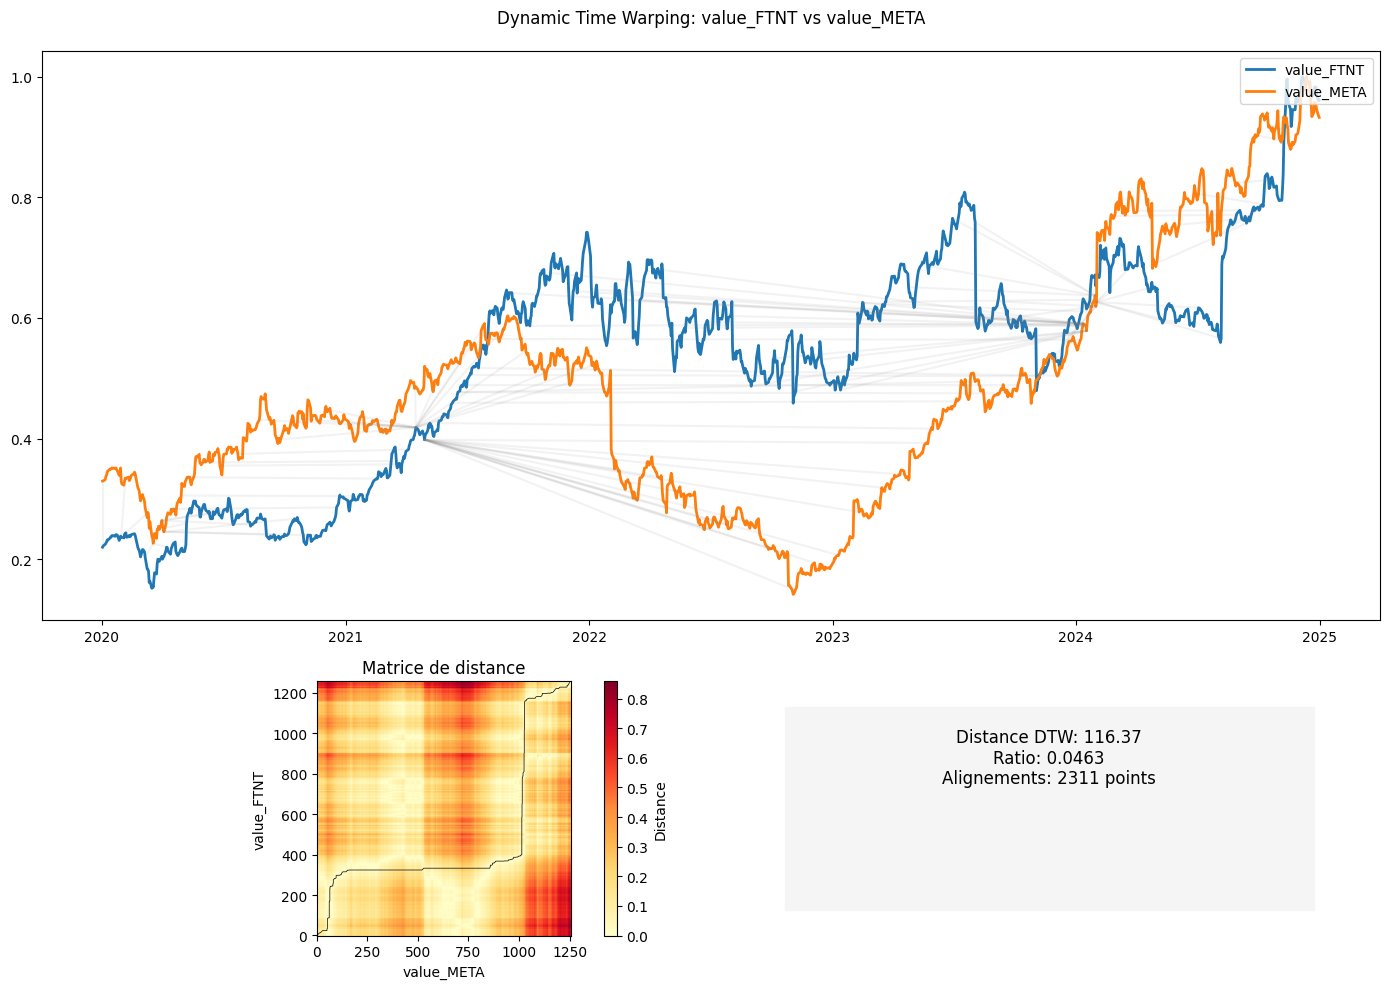 Dynamic Time Warping: value_FTNT vs value_META
value_FTNT
value_META
1.0
0.8
0.6
0.4
0.2
2020 2021 2022 2023 2024 2025
Matrice de distance
value_FTNT
1200
1000
800
600
400
200
0
0 250 500 750 1000 1250
value_META
0.8
0.7
0.6
0.5
0.4
0.3
0.2
0.1
0.0
Distance
Distance DTW: 116.37
Ratio: 0.0463
Alignements: 2311 points